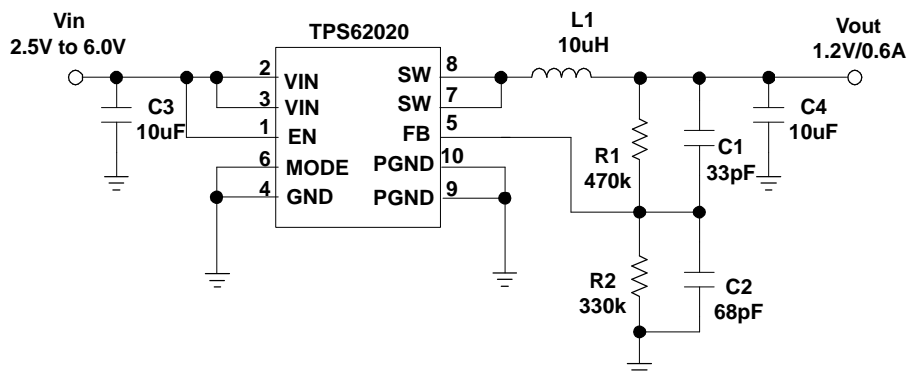 Vin
2.5V to 6.0V
TPS62020
L1
10uH
Vout
1.2V/0.6A
2
VIN
SW
8
3
VIN
SW
7
C3
10uF
1
EN
FB
5
C4
10uF
6
MODE
PGND
10
R1
470k
C1
33pF
4
GND
PGND
9
R2
330k
C2
68pF